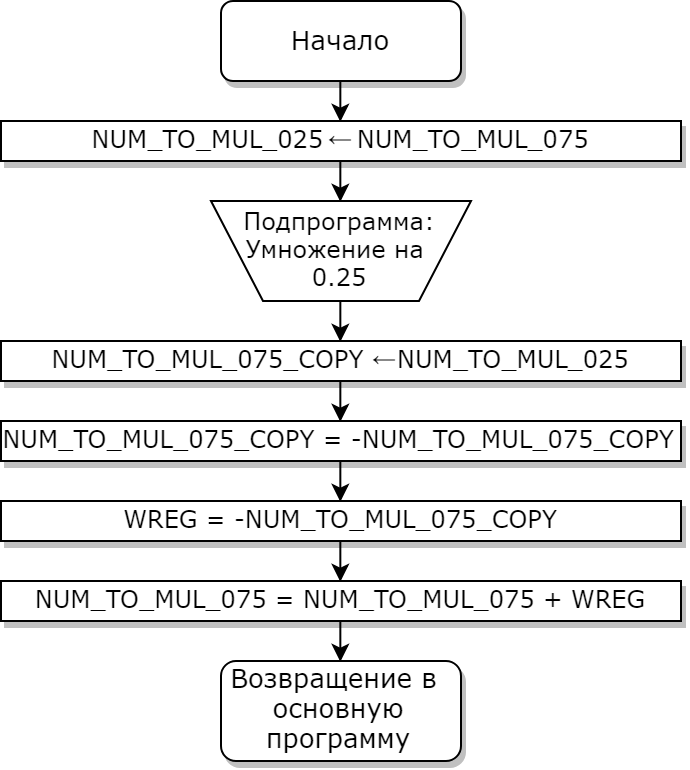 Начало
NUM_TO_MUL_025 ← NUM_TO_MUL_075
Подпрограмма:
Умножение на
0.25
NUM_TO_MUL_075_COPY ←NUM_TO_MUL_025
NUM_TO_MUL_075_COPY = -NUM_TO_MUL_075_COPY
WREG = -NUM_TO_MUL_075_COPY
NUM_TO_MUL_075 = NUM_TO_MUL_075 + WREG
Возвращение в
основную
программу